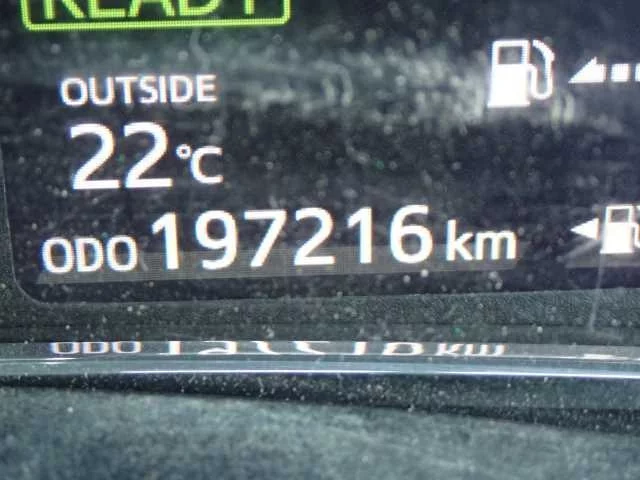 READY
OUTSIDE
22°C
ODO 197216 km